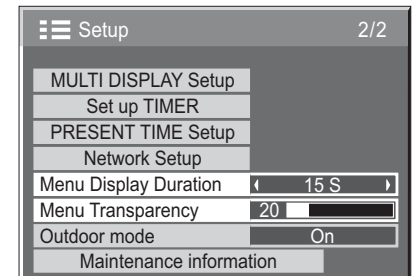 Setup 2/2
MULTI DISPLAY Setup
Set up TIMER
PRESENT TIME Setup
Network Setup
Menu Display Duration 15 S
Menu Transparency 20
Outdoor mode On
Maintenance information